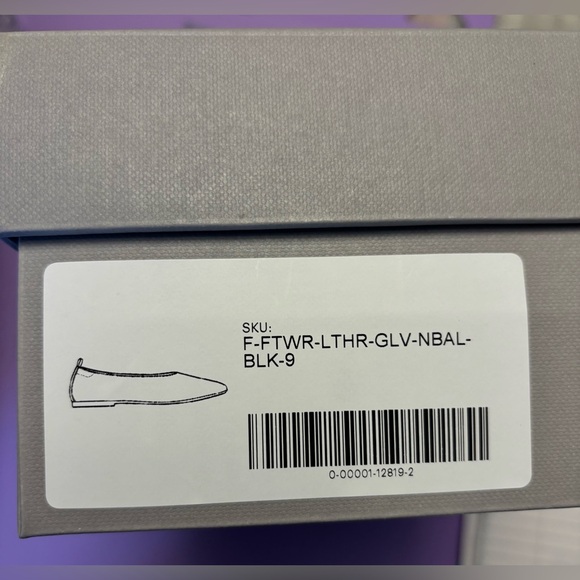 SKU:
F-FTWR-LTHR-GLV-NBAL-
BLK-9
0-00001-12819-2